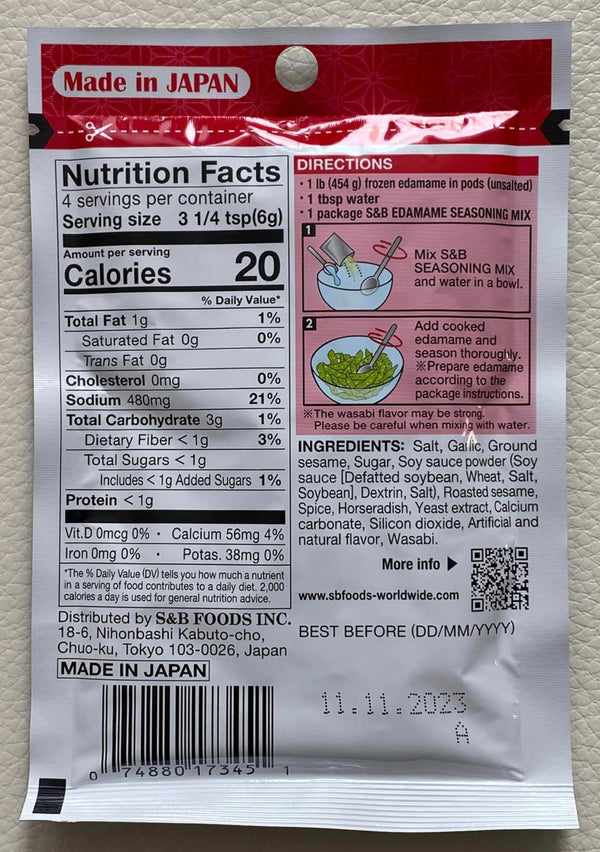 Made in JAPAN
Nutrition Facts
4 servings per container
Serving size 3 1/4 tsp(6g)
Amount per serving
Calories 20
% Daily Value*
Total Fat 1g 1%
Saturated Fat 0g 0%
Trans Fat 0g
Cholesterol 0mg 0%
Sodium 480mg 21%
Total Carbohydrate 3g 1%
Dietary Fiber < 1g 3%
Total Sugars < 1g
Includes < 1g Added Sugars 1%
Protein < 1g
Vit.D 0mcg 0% • Calcium 56mg 4%
Iron 0mg 0% • Potas. 38mg 0%
*The % Daily Value (DV) tells you how much a nutrient
in a serving of food contributes to a daily diet. 2,000
calories a day is used for general nutrition advice.
Distributed by S&B FOODS INC.
18-6, Nihonbashi Kabuto-cho,
Chuo-ku, Tokyo 103-0026, Japan
MADE IN JAPAN
0 74880 17345 1
DIRECTIONS
・1 lb (454 g) frozen edamame in pods (unsalted)
・1 tbsp water
・1 package S&B EDAMAME SEASONING MIX
1
Mix S&B
SEASONING MIX
and water in a bowl.
2
Add cooked
edamame and
season thoroughly.
※Prepare edamame
according to the
package instructions.
※The wasabi flavor may be strong.
Please be careful when mixing with water.
INGREDIENTS: Salt, Garlic, Ground
sesame, Sugar, Soy sauce powder (Soy
sauce [Defatted soybean, Wheat, Salt,
Soybean], Dextrin, Salt), Roasted sesame,
Spice, Horseradish, Yeast extract, Calcium
carbonate, Silicon dioxide, Artificial and
natural flavor, Wasabi.
More info ▶
www.sbfoods-worldwide.com
BEST BEFORE (DD/MM/YYYY)
11.11.2023
A